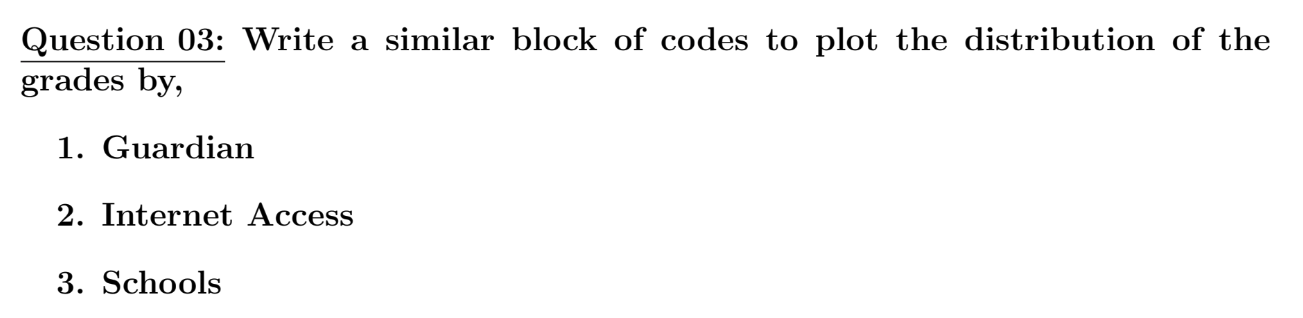 Question 03: Write a similar block of codes to plot the distribution of the
grades by,
1. Guardian
2. Internet Access
3. Schools